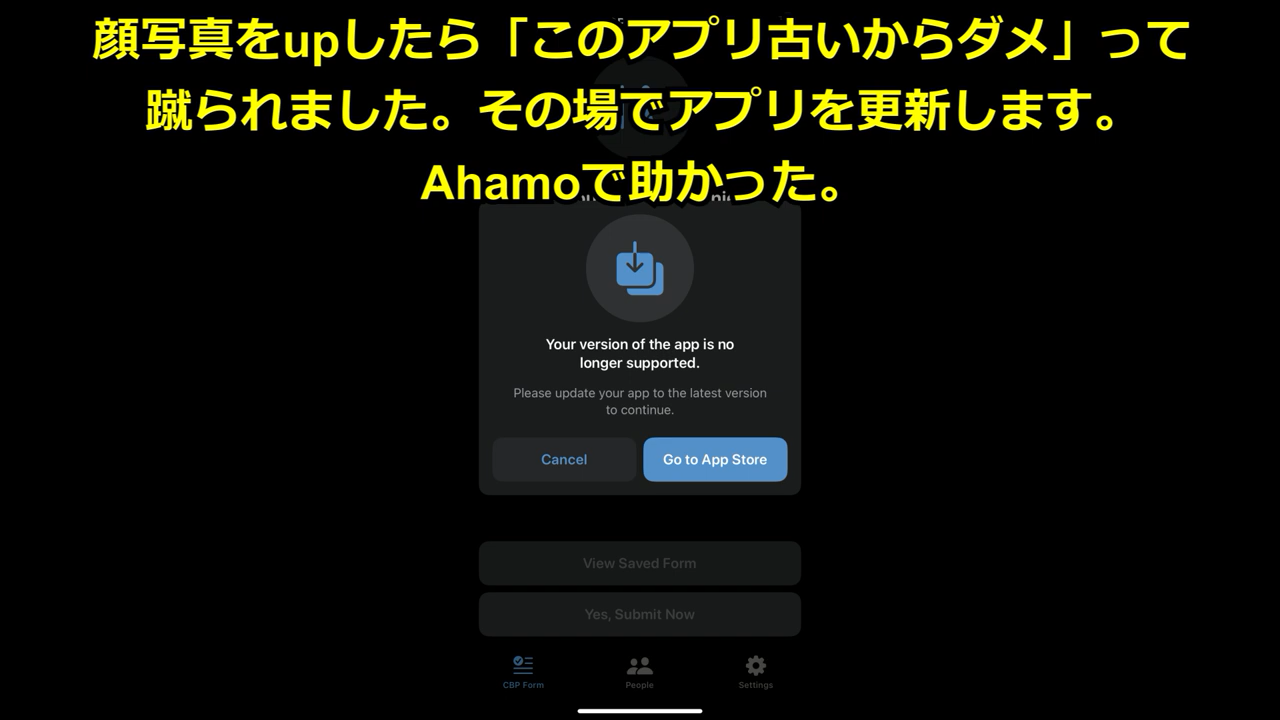 顔写真をupしたら「このアプリ古いからダメ」って
蹴られました。その場でアプリを更新します。
Ahamoで助かった。
Your version of the app is no
longer supported.
Please update your app to the latest version
to continue.
Cancel
Go to App Store
View Saved Form
Yes, Submit Now
CBP Form
People
Settings